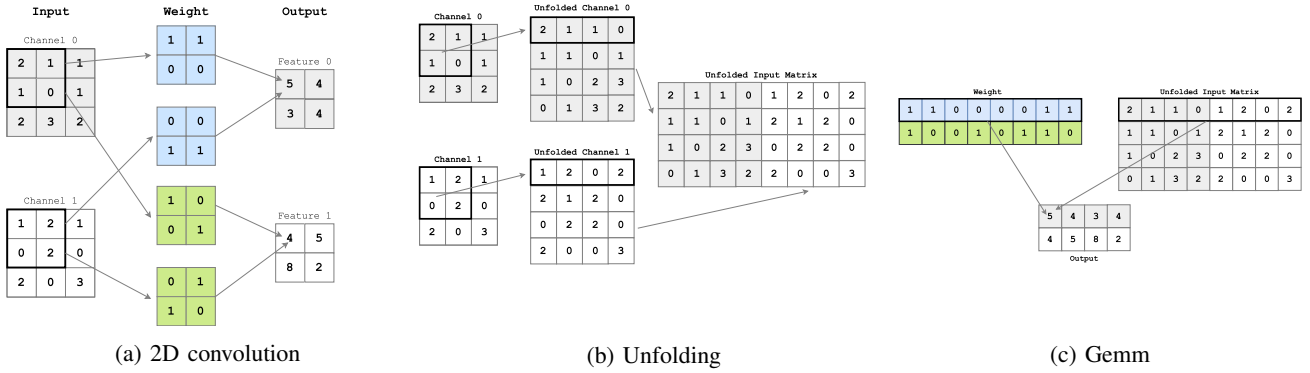 Input Weight Output
Channel 0
2 1 1
1 0 1
2 3 2
Channel 1
1 2 1
0 2 0
2 0 3
1 1
0 0
0 0
1 1
1 0
0 1
0 1
1 0
Feature 0
5 4
3 4
Feature 1
4 5
8 2
(a) 2D convolution
Channel 0
2 1 1
1 0 1
2 3 2
Unfolded Channel 0
2 1 1 0
1 1 0 1
1 0 2 3
0 1 3 2
Channel 1
1 2 1
0 2 0
2 0 3
Unfolded Channel 1
1 2 0 2
2 1 2 0
0 2 2 0
2 0 0 3
Unfolded Input Matrix
2 1 1 0 1 2 0 2
1 1 0 1 2 1 2 0
1 0 2 3 0 2 2 0
0 1 3 2 2 0 0 3
(b) Unfolding
Weight
1 1 0 0 0 0 1 1
1 0 0 1 0 1 1 0
Unfolded Input Matrix
2 1 1 0 1 2 0 2
1 1 0 1 2 1 2 0
1 0 2 3 0 2 2 0
0 1 3 2 2 0 0 3
5 4 3 4
4 5 8 2
Output
(c) Gemm